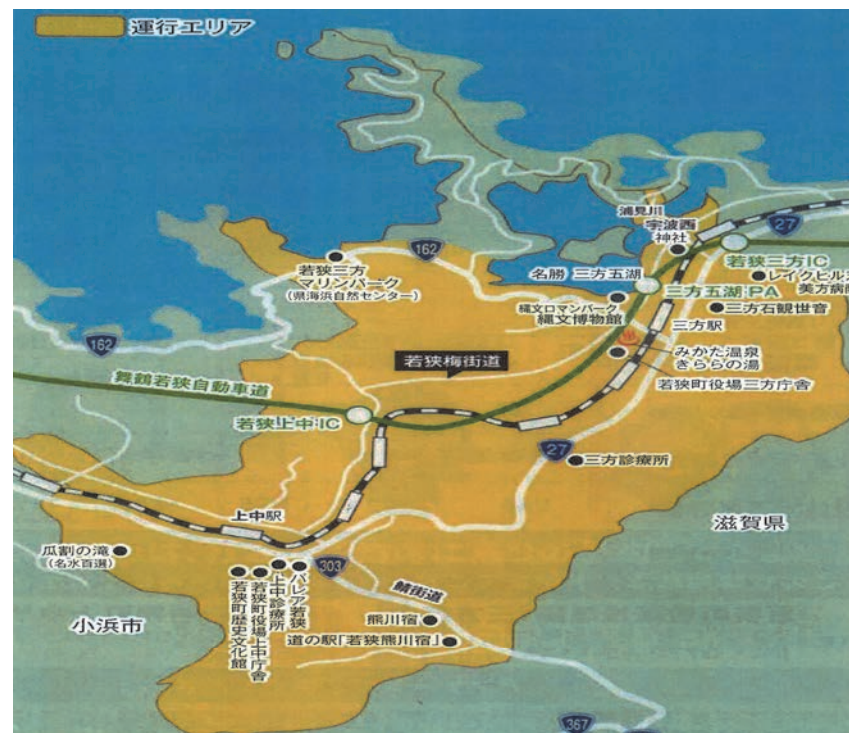 運行エリア
浦見川
宇波西
神社
27
162
若狭三方IC
若狭三方
マリンパーク
(県海浜自然センター)
名勝 三方五湖
レイクヒルズ
美方病院
三方五湖PA
三方石観世音
縄文ロマンパーク
縄文博物館
三方駅
162
若狭梅街道
みかた温泉
きららの湯
若狭町役場三方庁舎
舞鶴若狭自動車道
若狭上中IC
27
三方診療所
上中駅
滋賀県
瓜割の滝
(名水百選)
303
鯖街道
パレア若狭
上中診療所
若狭町役場上中庁舎
若狭町歴史文化館
熊川宿
小浜市
道の駅「若狭熊川宿」
367